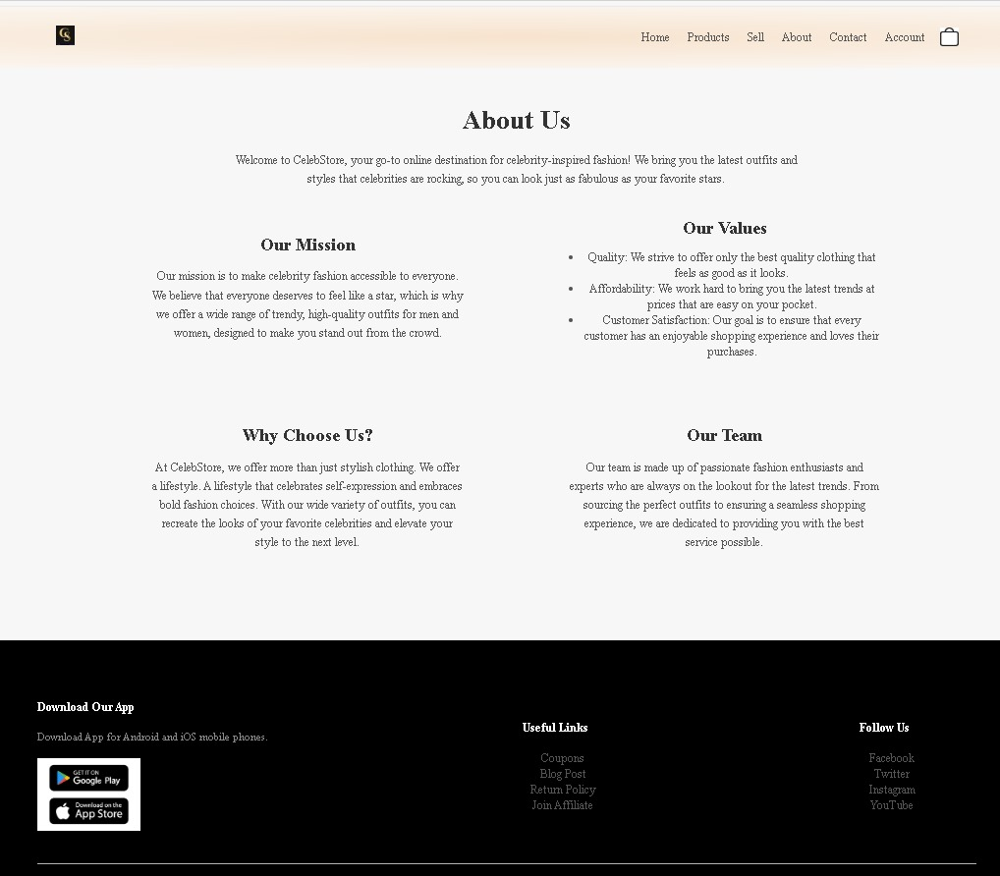 CS
Home Products Sell About Contact Account
About Us
Welcome to CelebStore, your go-to online destination for celebrity-inspired fashion! We bring you the latest outfits and
styles that celebrities are rocking, so you can look just as fabulous as your favorite stars.
Our Mission
Our mission is to make celebrity fashion accessible to everyone.
We believe that everyone deserves to feel like a star, which is why
we offer a wide range of trendy, high-quality outfits for men and
women, designed to make you stand out from the crowd.
Our Values
• Quality: We strive to offer only the best quality clothing that
feels as good as it looks.
• Affordability: We work hard to bring you the latest trends at
prices that are easy on your pocket.
• Customer Satisfaction: Our goal is to ensure that every
customer has an enjoyable shopping experience and loves their
purchases.
Why Choose Us?
At CelebStore, we offer more than just stylish clothing. We offer
a lifestyle. A lifestyle that celebrates self-expression and embraces
bold fashion choices. With our wide variety of outfits, you can
recreate the looks of your favorite celebrities and elevate your
style to the next level.
Our Team
Our team is made up of passionate fashion enthusiasts and
experts who are always on the lookout for the latest trends. From
sourcing the perfect outfits to ensuring a seamless shopping
experience, we are dedicated to providing you with the best
service possible.
Download Our App
Download App for Android and iOS mobile phones.
GET IT ON
Google Play
Download on the
App Store
Useful Links
Coupons
Blog Post
Return Policy
Join Affiliate
Follow Us
Facebook
Twitter
Instagram
YouTube